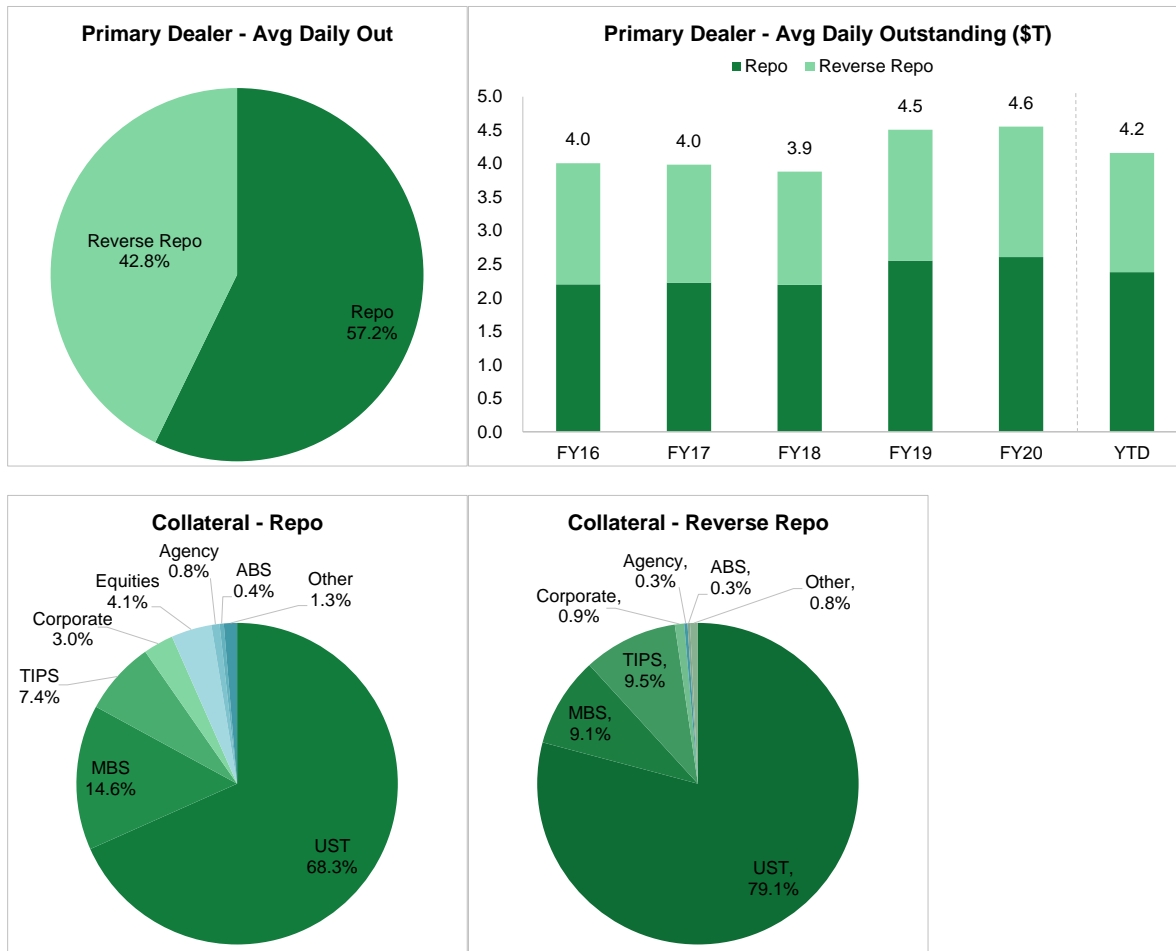 Primary Dealer - Avg Daily Out
Reverse Repo
42.8%
Repo
57.2%
Primary Dealer - Avg Daily Outstanding ($T)
Repo Reverse Repo
5.0
4.5
4.0
3.5
3.0
2.5
2.0
1.5
1.0
0.5
0.0
4.0
4.0
3.9
4.5
4.6
4.2
FY16 FY17 FY18 FY19 FY20 YTD
Collateral - Repo
Agency
0.8%
ABS
0.4%
Other
1.3%
Equities
4.1%
Corporate
3.0%
TIPS
7.4%
MBS
14.6%
UST
68.3%
Collateral - Reverse Repo
Agency,
0.3%
ABS,
0.3%
Other,
0.8%
Corporate,
0.9%
TIPS,
9.5%
MBS,
9.1%
UST,
79.1%